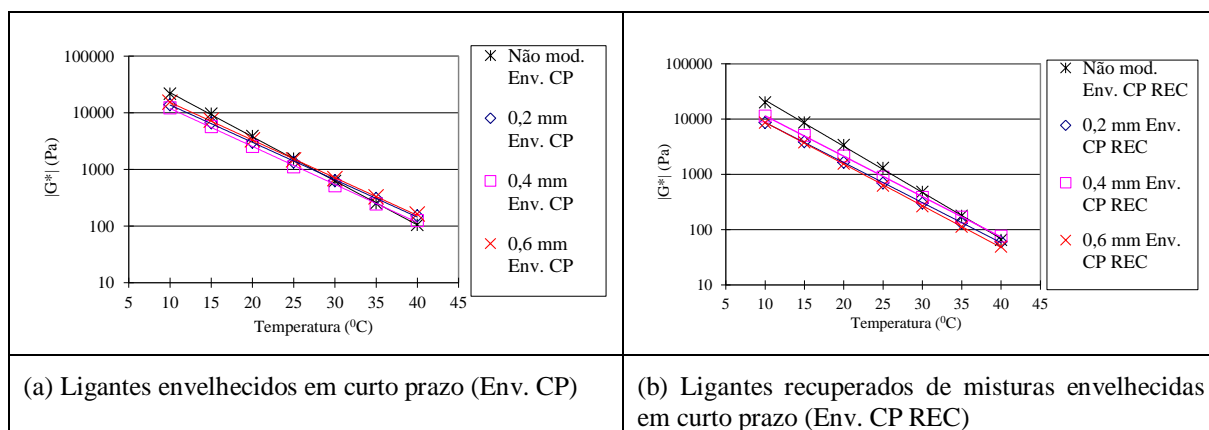 100000
10000
1000
100
10
|G*| (Pa)
5 10 15 20 25 30 35 40 45
Temperatura (⁰C)
Não mod.
Env. CP
0,2 mm
Env. CP
0,4 mm
Env. CP
0,6 mm
Env. CP
100000
10000
1000
100
10
|G*| (Pa)
5 10 15 20 25 30 35 40 45
Temperatura (⁰C)
Não mod.
Env. CP REC
0,2 mm Env.
CP REC
0,4 mm Env.
CP REC
0,6 mm Env.
CP REC
(a) Ligantes envelhecidos em curto prazo (Env. CP)
(b) Ligantes recuperados de misturas envelhecidas
em curto prazo (Env. CP REC)